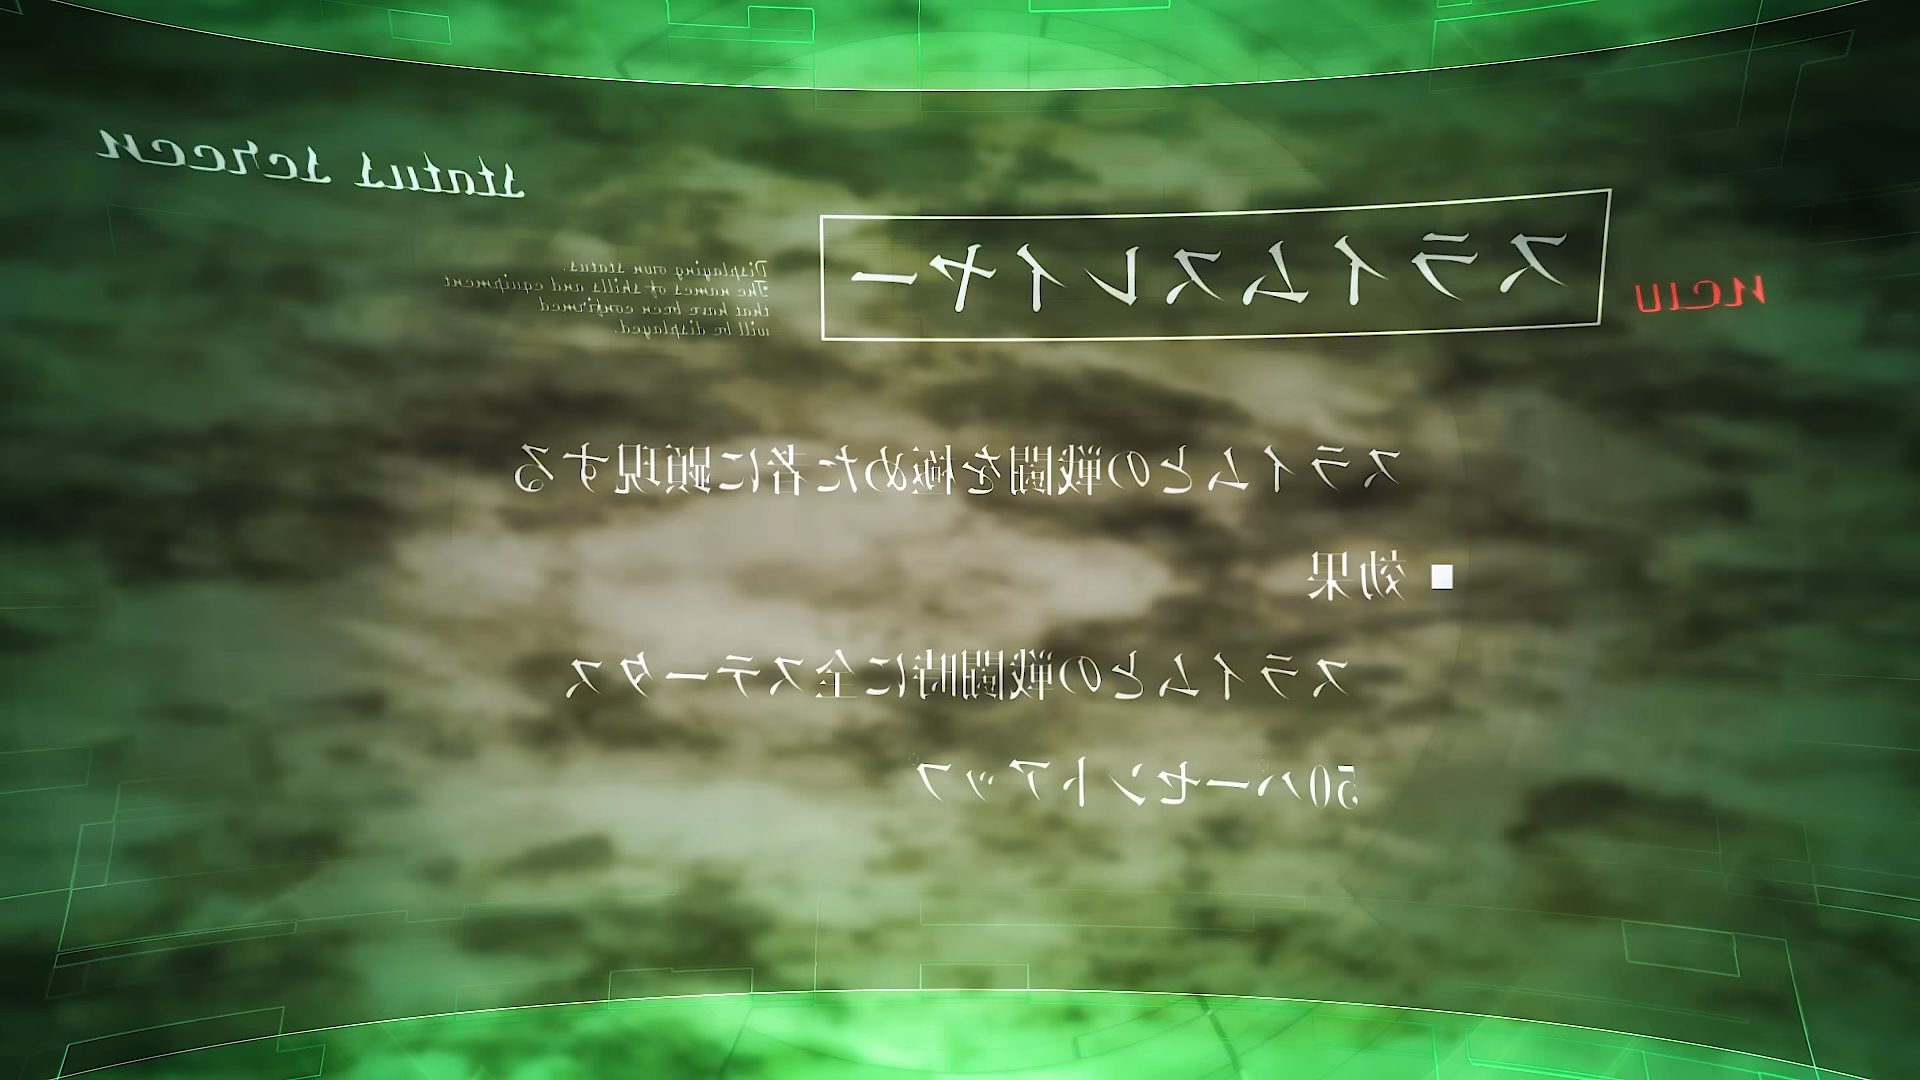 status screen
new
スライムスレイヤー
Displaying own status.
The names of skills and equipment
that have been confirmed
will be displayed.
スライムとの戦闘を極めた者に顕現する
■ 効果
スライムとの戦闘時に全ステータス
50パーセントアップ